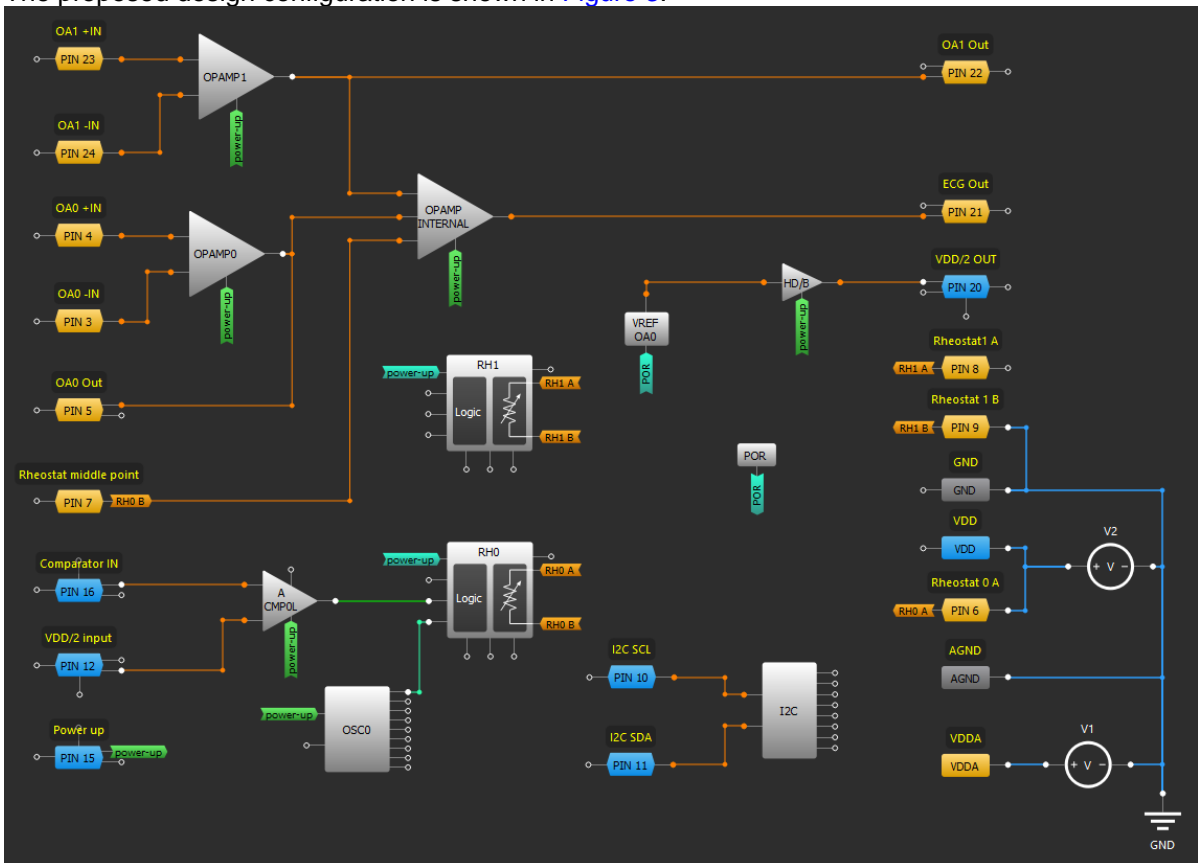 The proposed design configuration is shown in Figure 3.
OA1 +IN
PIN 23
OPAMP1
power-up
OA1 -IN
PIN 24
OA1 Out
PIN 22
OA0 +IN
PIN 4
OPAMP0
power-up
OA0 -IN
PIN 3
OPAMP
INTERNAL
power-up
ECG Out
PIN 21
OA0 Out
PIN 5
VREF
OA0
POR
HD/B
power-up
VDD/2 OUT
PIN 20
Rheostat1 A
RH1 A
PIN 8
Rheostat 1 B
RH1 B
PIN 9
RH1
power-up
Logic
RH1 A
RH1 B
POR
POR
GND
GND
Rheostat middle point
PIN 7
RH0 B
VDD
VDD
V2
+ V -
Rheostat 0 A
RH0 A
PIN 6
Comparator IN
PIN 16
A
CMP0L
power-up
RH0
power-up
Logic
RH0 A
RH0 B
VDD/2 input
PIN 12
I2C SCL
PIN 10
I2C
AGND
AGND
Power up
PIN 15
power-up
power-up
OSC0
I2C SDA
PIN 11
VDDA
VDDA
V1
+ V -
GND